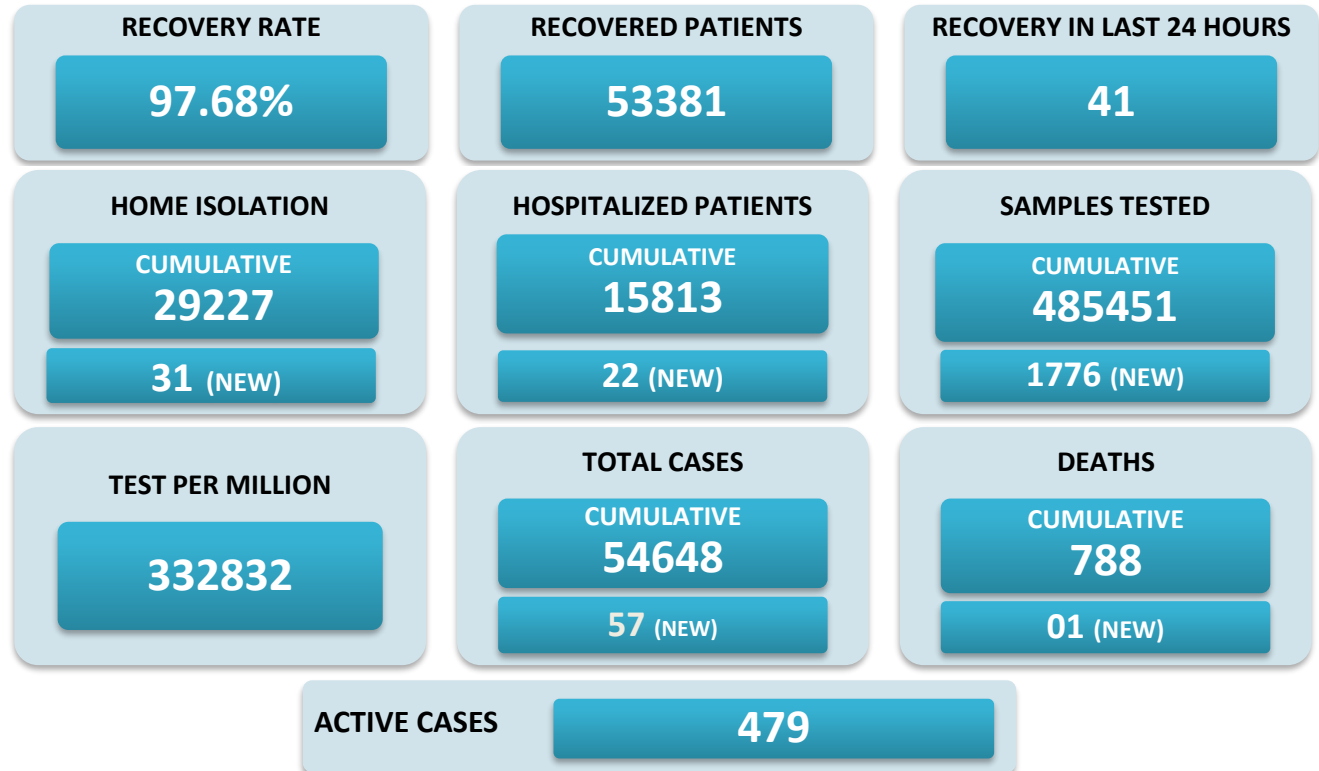 RECOVERY RATE
97.68%
RECOVERED PATIENTS
53381
RECOVERY IN LAST 24 HOURS
41
HOME ISOLATION
CUMULATIVE
29227
31 (NEW)
HOSPITALIZED PATIENTS
CUMULATIVE
15813
22 (NEW)
SAMPLES TESTED
CUMULATIVE
485451
1776 (NEW)
TEST PER MILLION
332832
TOTAL CASES
CUMULATIVE
54648
57 (NEW)
DEATHS
CUMULATIVE
788
01 (NEW)
ACTIVE CASES
479